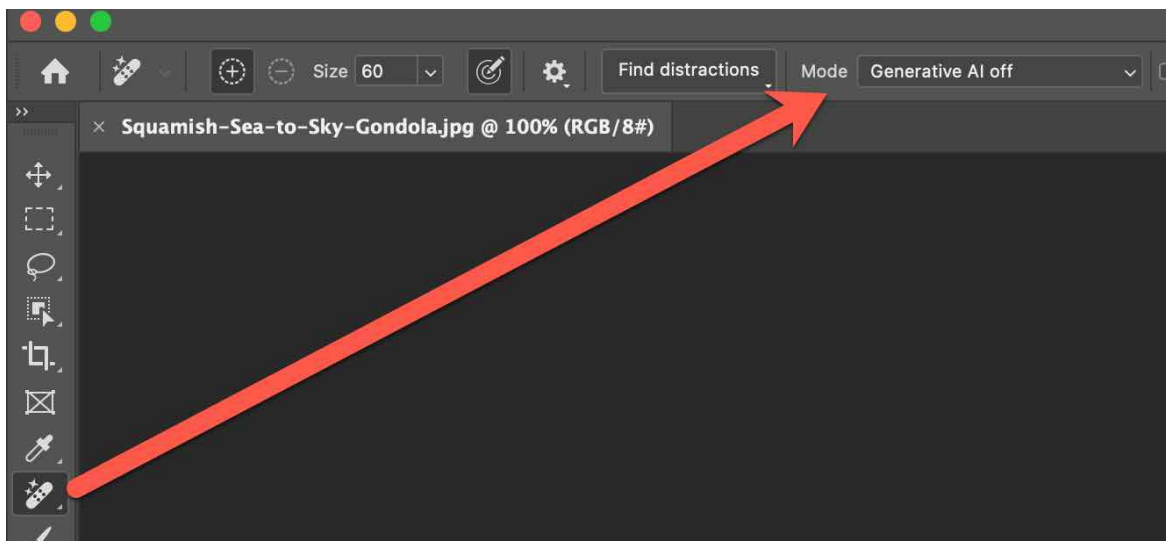 Size 60 Find distractions Mode Generative AI off
>>
× Squamish-Sea-to-Sky-Gondola.jpg @ 100% (RGB/8#)